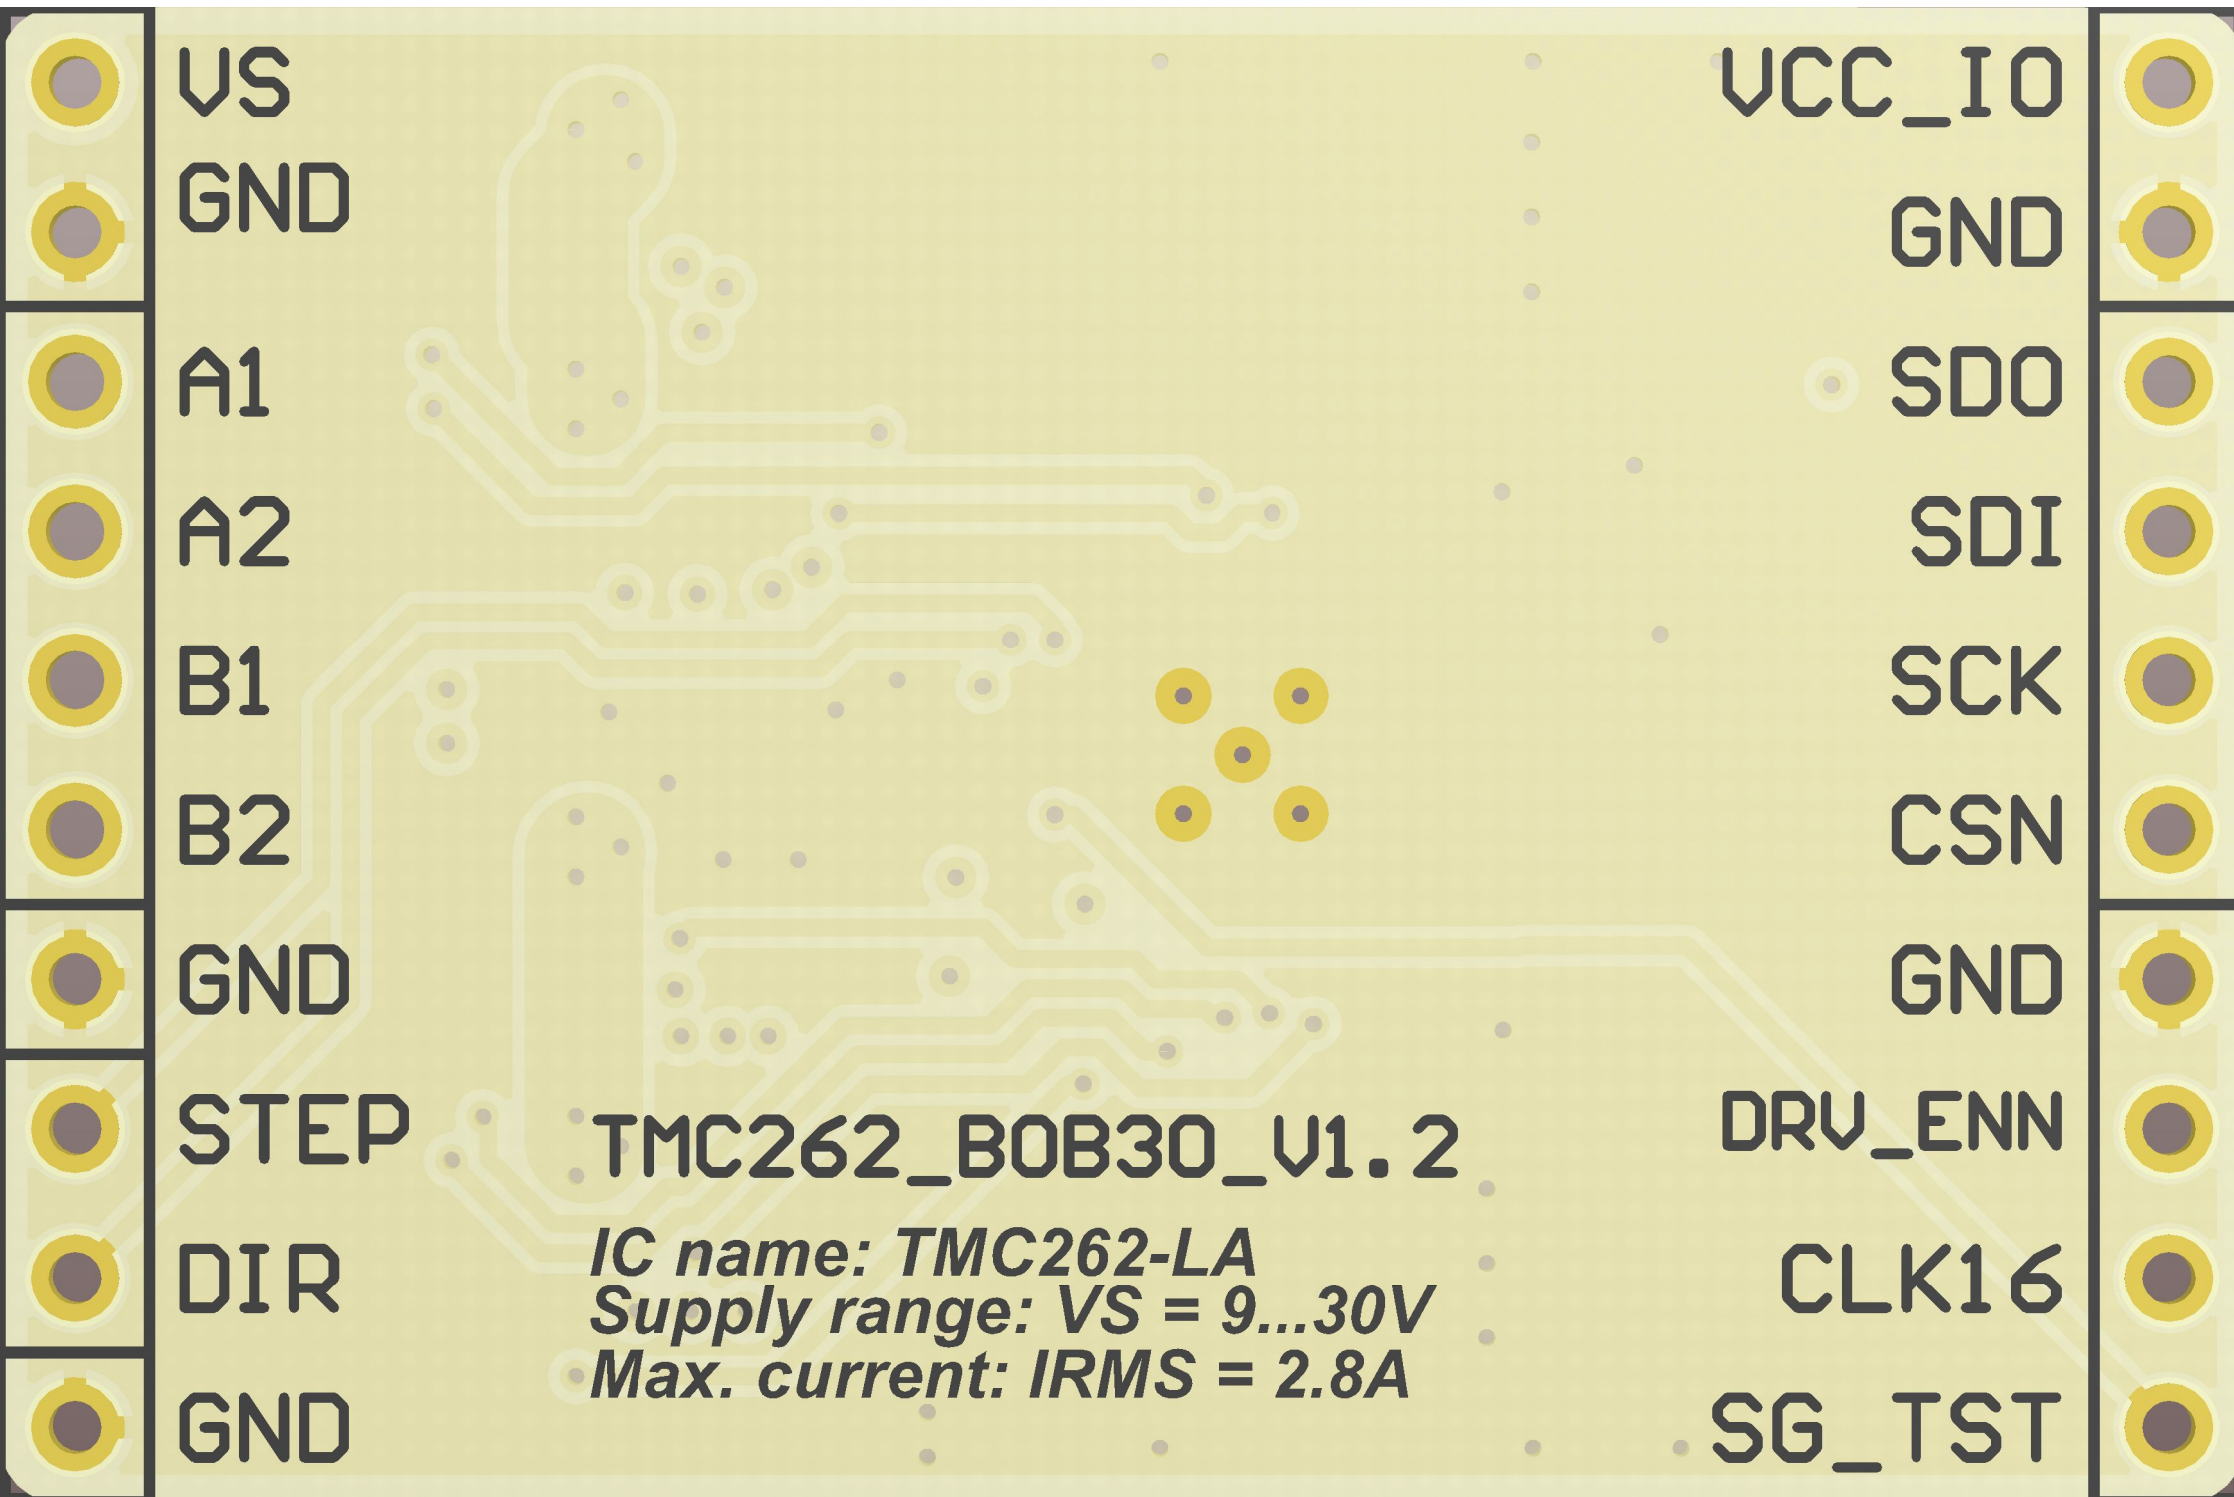 VS
VCC_IO
GND
GND
A1
SDO
A2
SDI
B1
SCK
B2
CSN
GND
GND
STEP
DRV_ENN
TMC262_BOB30_V1.2
DIR
CLK16
IC name: TMC262-LA
Supply range: VS = 9...30V
Max. current: IRMS = 2.8A
GND
SG_TST